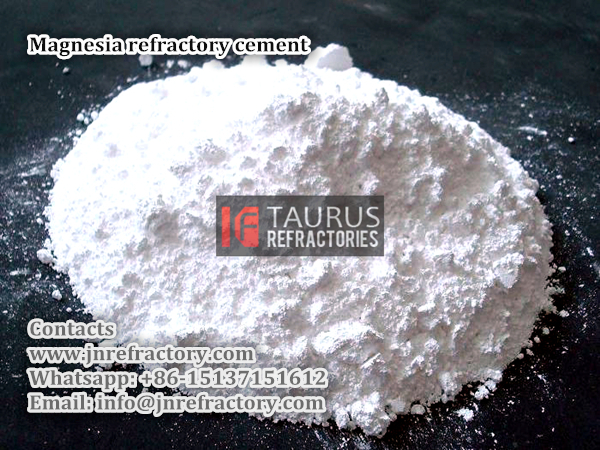 Magnesia refractory cement
TAURUS
REFRACTORIES
Contacts
www.jnrefractory.com
Whatsapp: +86-15137151612
Email: info@jnrefractory.com